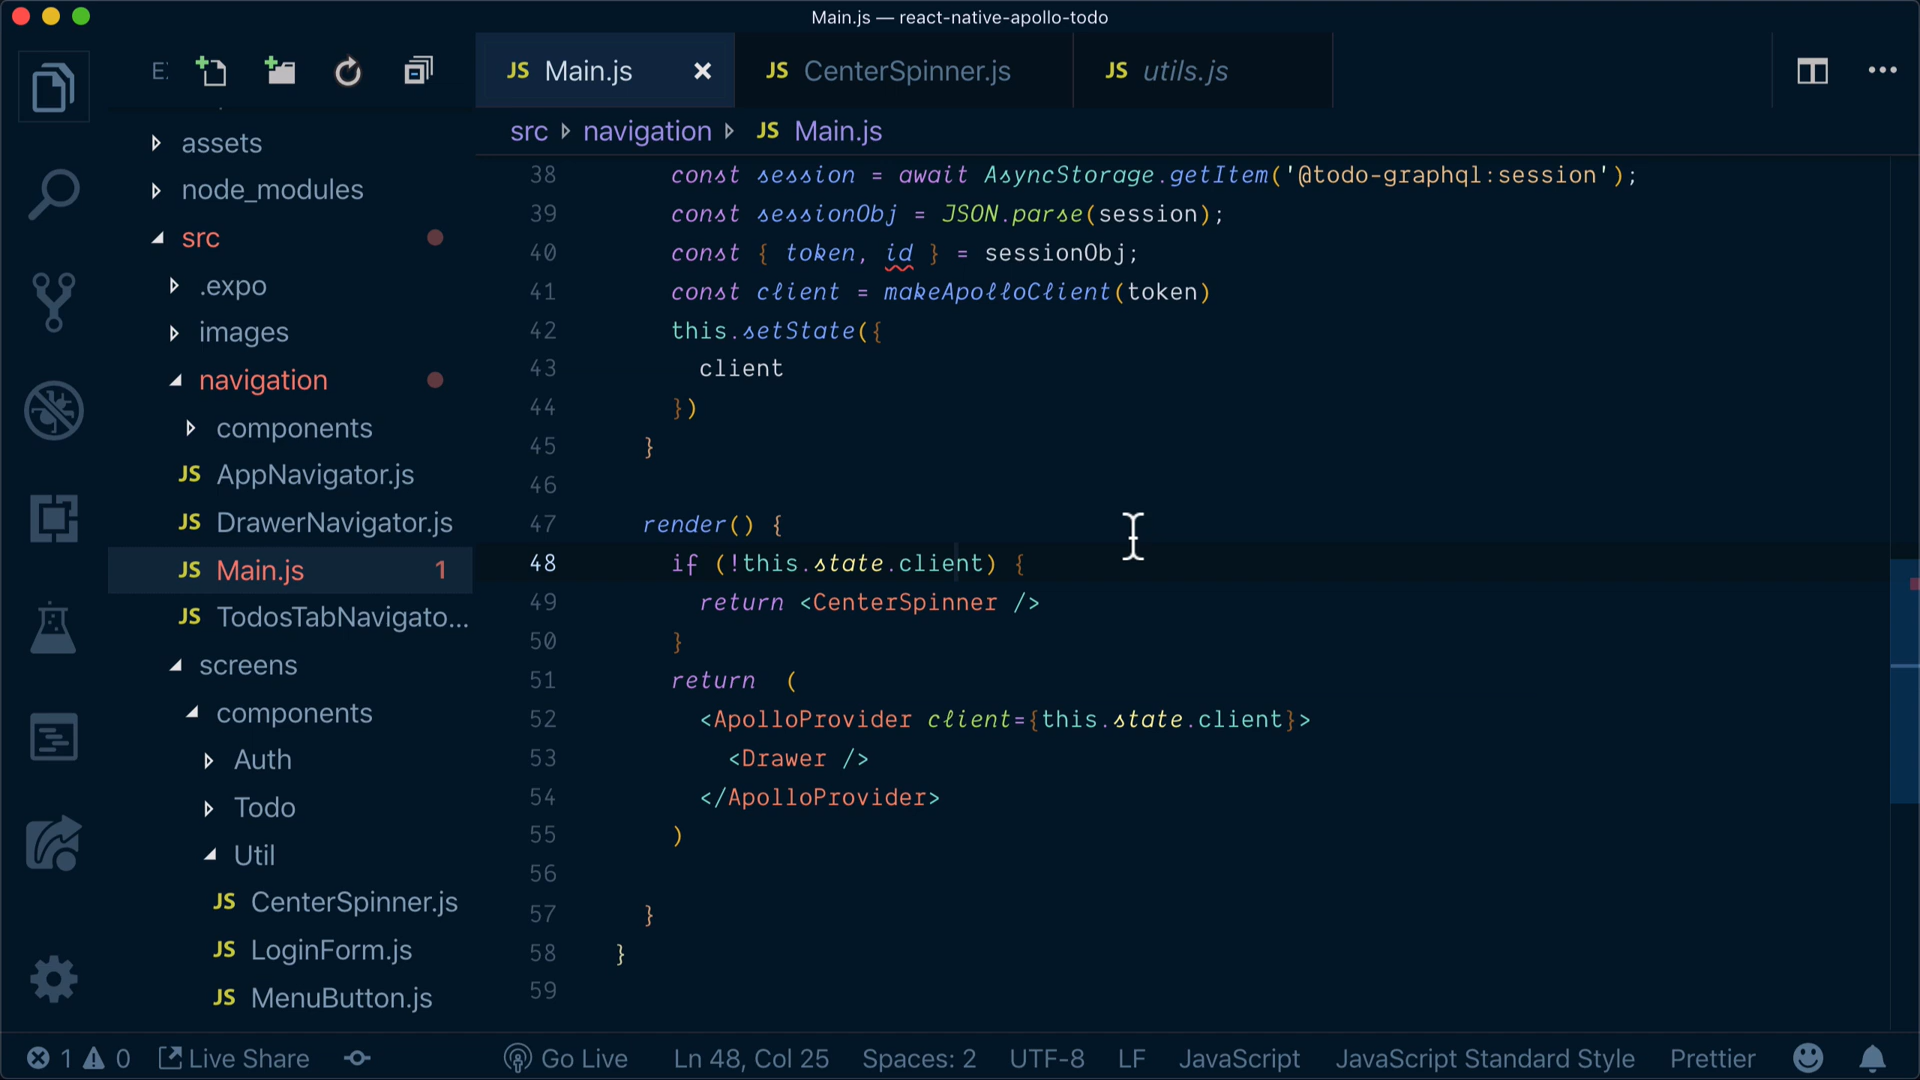 Main.js — react-native-apollo-todo
E:
JS Main.js
JS CenterSpinner.js
JS utils.js
src navigation JS Main.js
assets
node_modules
src
.expo
images
navigation
components
JS AppNavigator.js
JS DrawerNavigator.js
JS Main.js 1
JS TodosTabNavigato...
screens
components
Auth
Todo
Util
JS CenterSpinner.js
JS LoginForm.js
JS MenuButton.js
38 const session = await AsyncStorage.getItem('@todo-graphql:session');
39 const sessionObj = JSON.parse(session);
40 const { token, id } = sessionObj;
41 const client = makeApolloClient(token)
42 this.setState({
43 client
44 })
45 }
46
47 render() {
48 if (!this.state.client) {
49 return <CenterSpinner />
50 }
51 return  (
52 <ApolloProvider client={this.state.client}>
53 <Drawer />
54 </ApolloProvider>
55 )
56
57 }
58 }
59
1 0 Live Share Go Live Ln 48, Col 25 Spaces: 2 UTF-8 LF JavaScript JavaScript Standard Style Prettier